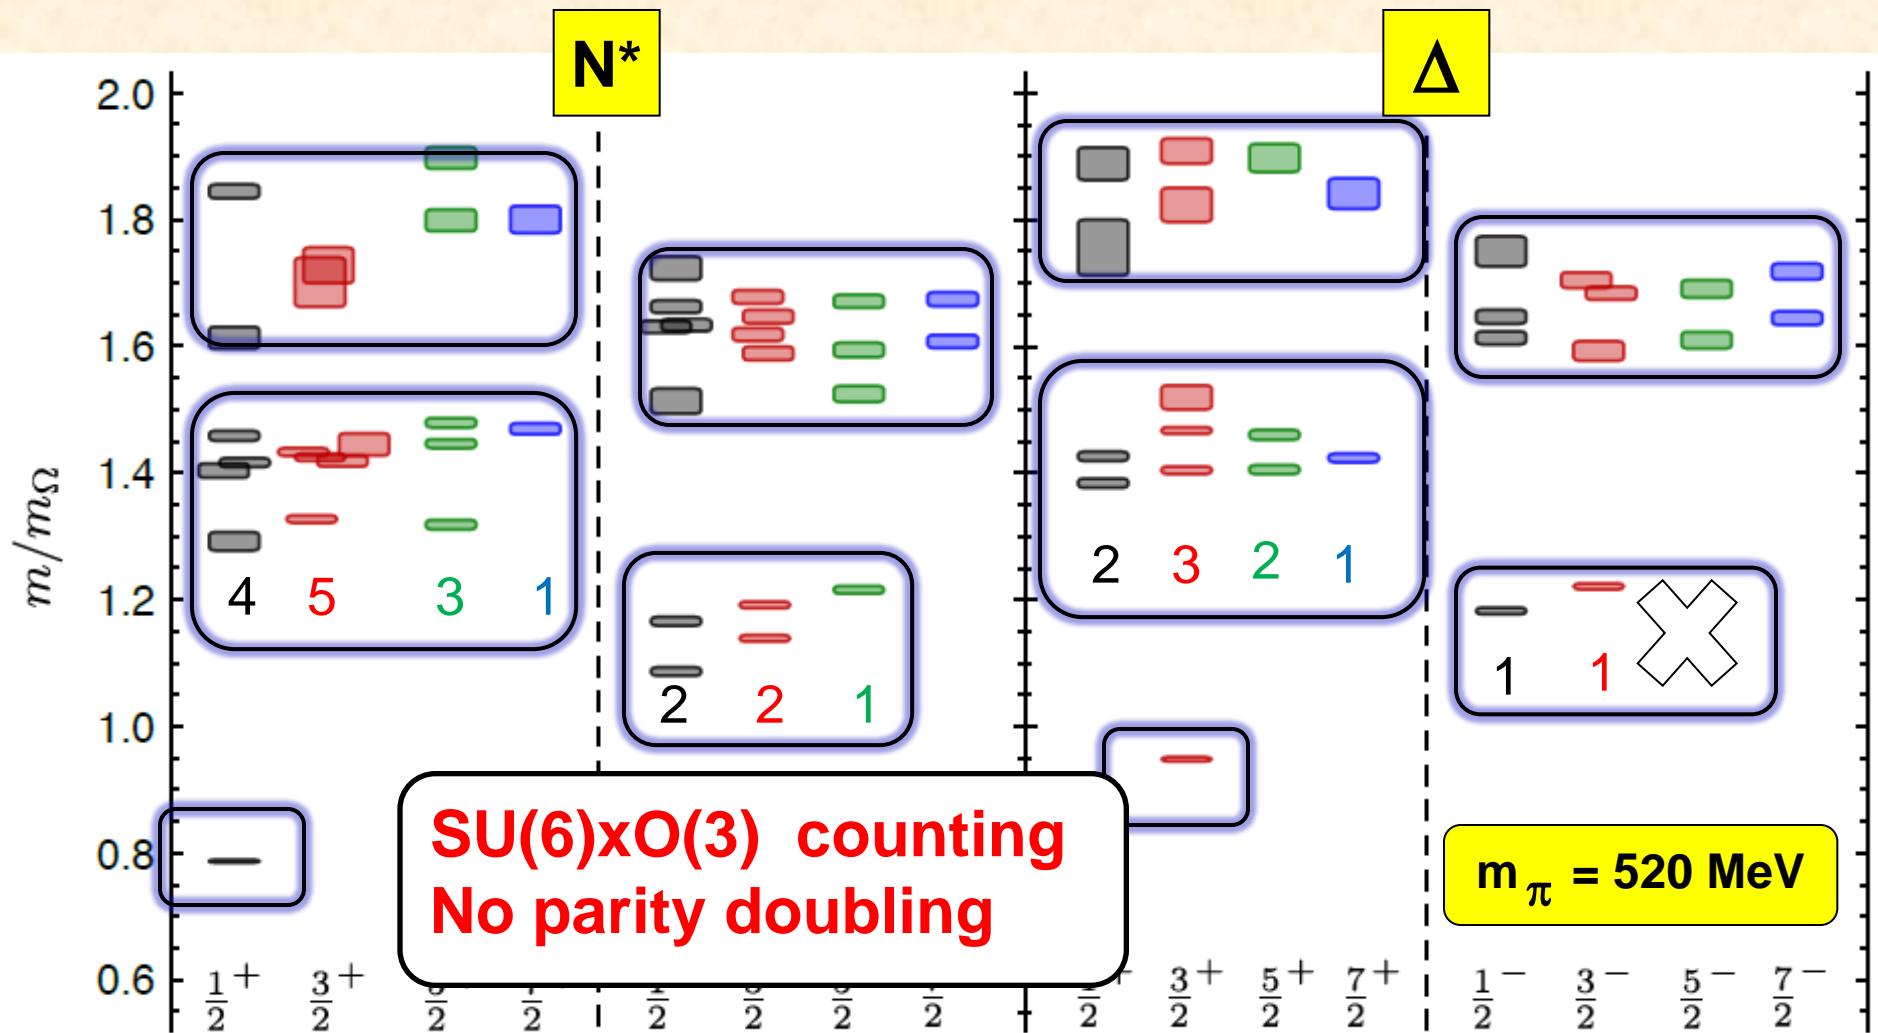 N*
Δ
2.0
1.8
1.6
1.4
1.2
1.0
0.8
0.6
m/mΩ
4 5 3 1
2 2 1
2 3 2 1
1 1
SU(6)xO(3) counting
No parity doubling
mπ = 520 MeV
1/2+ 3/2+
3/2+ 5/2+ 7/2+ 1/2− 3/2− 5/2− 7/2−